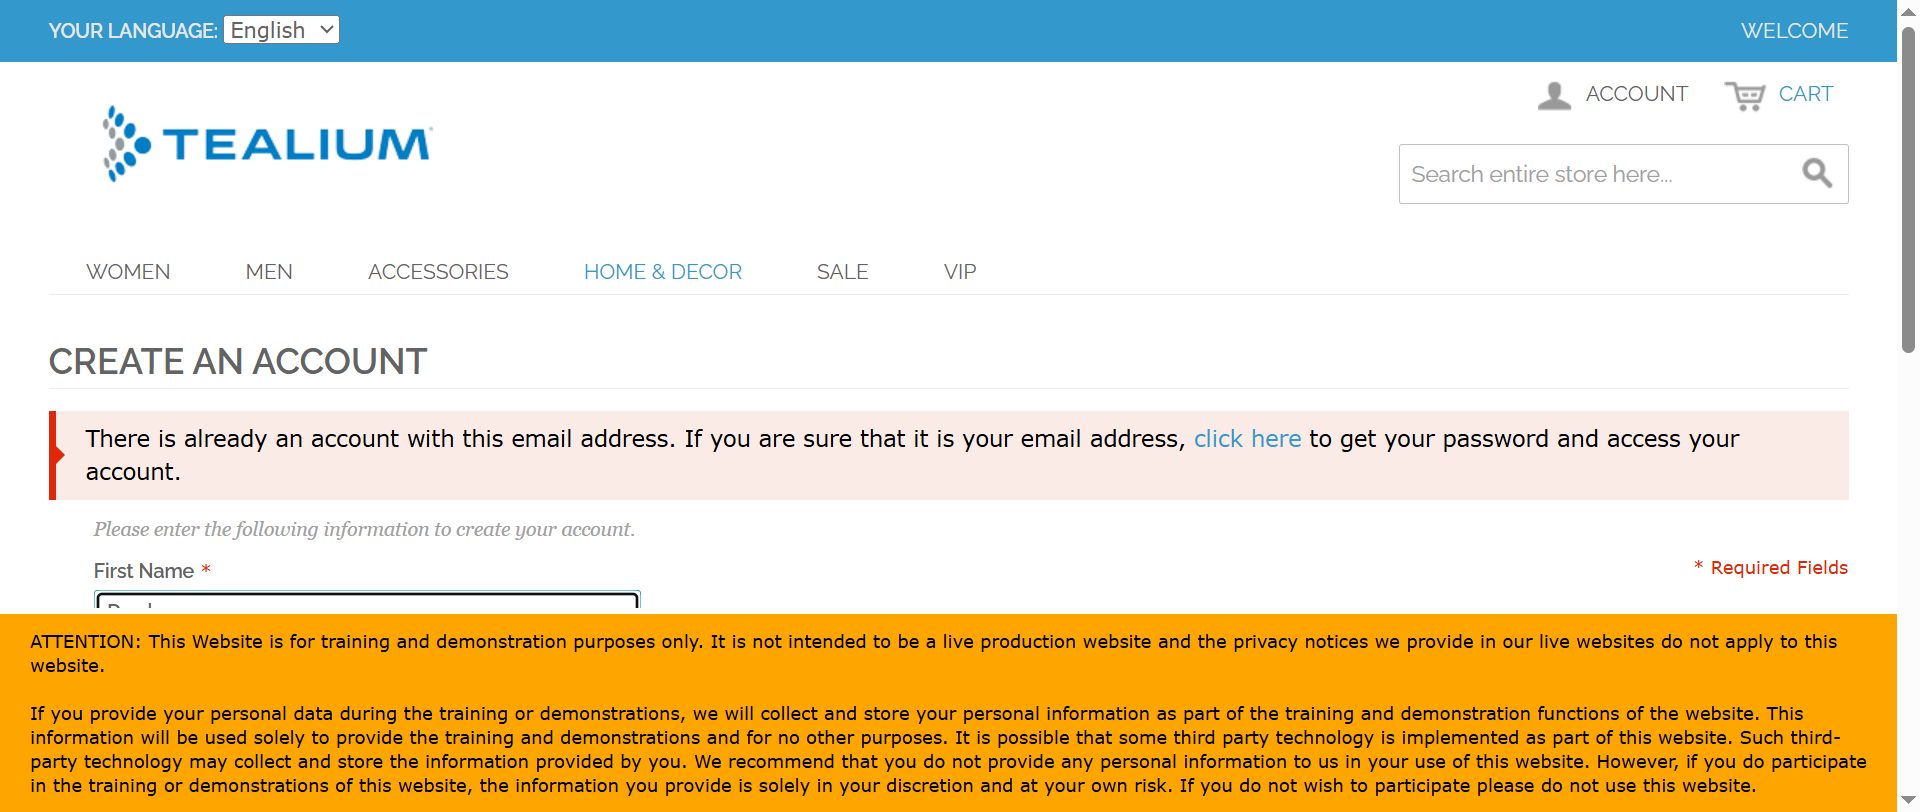 YOUR LANGUAGE: English
WELCOME
ACCOUNT
CART
TEALIUM
Search entire store here...
WOMEN MEN ACCESSORIES HOME & DECOR SALE VIP
CREATE AN ACCOUNT
There is already an account with this email address. If you are sure that it is your email address, click here to get your password and access your
account.
Please enter the following information to create your account.
First Name *
* Required Fields
ATTENTION: This Website is for training and demonstration purposes only. It is not intended to be a live production website and the privacy notices we provide in our live websites do not apply to this
website.
If you provide your personal data during the training or demonstrations, we will collect and store your personal information as part of the training and demonstration functions of the website. This
information will be used solely to provide the training and demonstrations and for no other purposes. It is possible that some third party technology is implemented as part of this website. Such third-
party technology may collect and store the information provided by you. We recommend that you do not provide any personal information to us in your use of this website. However, if you do participate
in the training or demonstrations of this website, the information you provide is solely in your discretion and at your own risk. If you do not wish to participate please do not use this website.